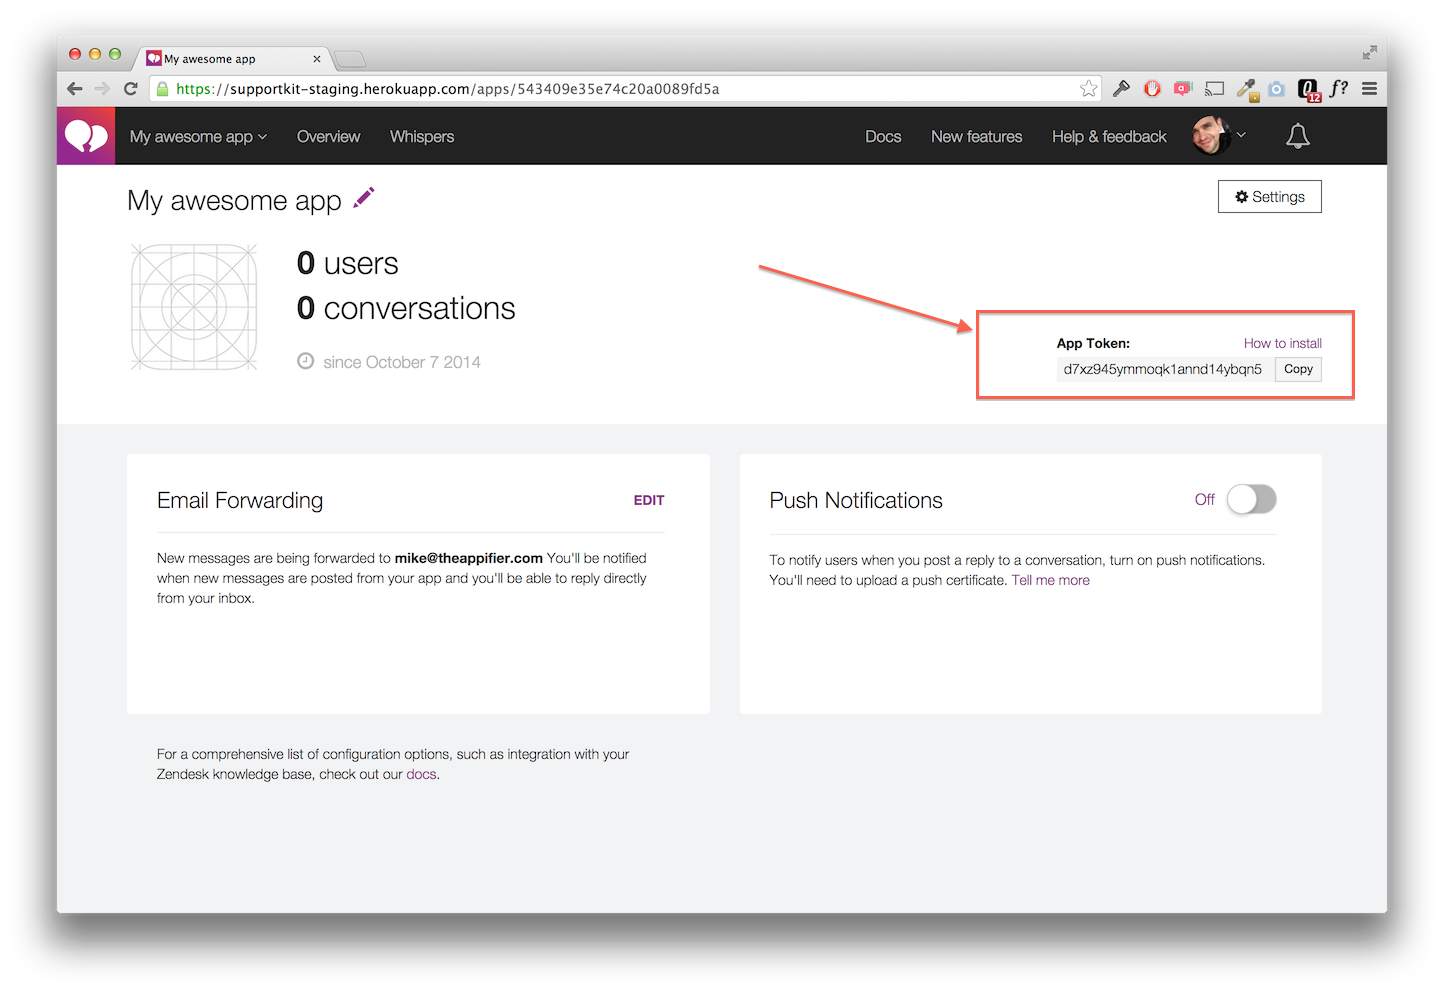 My awesome app
https://supportkit-staging.herokuapp.com/apps/543409e35e74c20a0089fd5a
12
f?
My awesome app Overview Whispers Docs New features Help & feedback
My awesome app
Settings
0 users
0 conversations
since October 7 2014
App Token: How to install
d7xz945ymmoqk1annd14ybqn5 Copy
Email Forwarding EDIT
New messages are being forwarded to mike@theappifier.com You'll be notified
when new messages are posted from your app and you'll be able to reply directly
from your inbox.
Push Notifications Off
To notify users when you post a reply to a conversation, turn on push notifications.
You'll need to upload a push certificate. Tell me more
For a comprehensive list of configuration options, such as integration with your
Zendesk knowledge base, check out our docs.